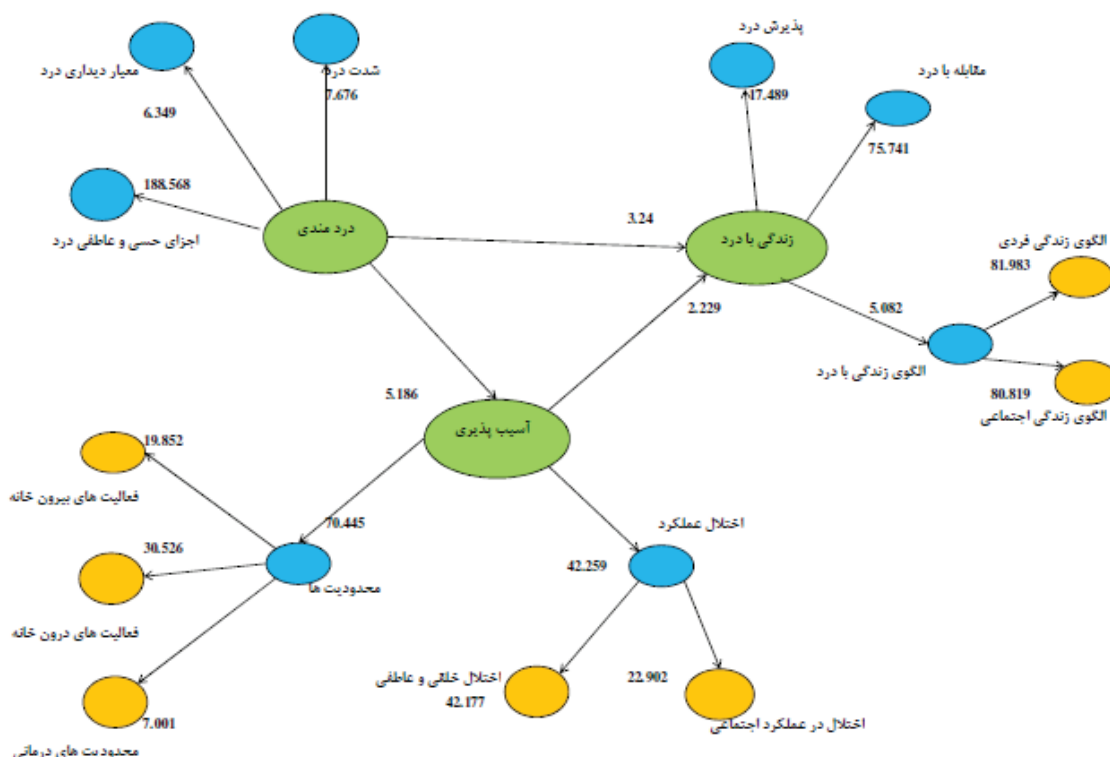 پذیرش درد
17.489
مقابله با درد
75.741
شدت درد
7.676
معیار دیداری درد
6.349
188.568
اجزای حسی و عاطفی درد
درد مندی
3.24
زندگی با درد
الگوی زندگی فردی
81.983
5.082
2.229
الگوی زندگی با درد
80.819
الگوی زندگی اجتماعی
5.186
آسیب پذیری
19.852
فعالیت های بیرون خانه
70.445
محدودیت ها
30.526
فعالیت های درون خانه
7.001
محدودیت های درمانی
اختلال عملکرد
42.259
اختلال خلقی و عاطفی
42.177
22.902
اختلال در عملکرد اجتماعی